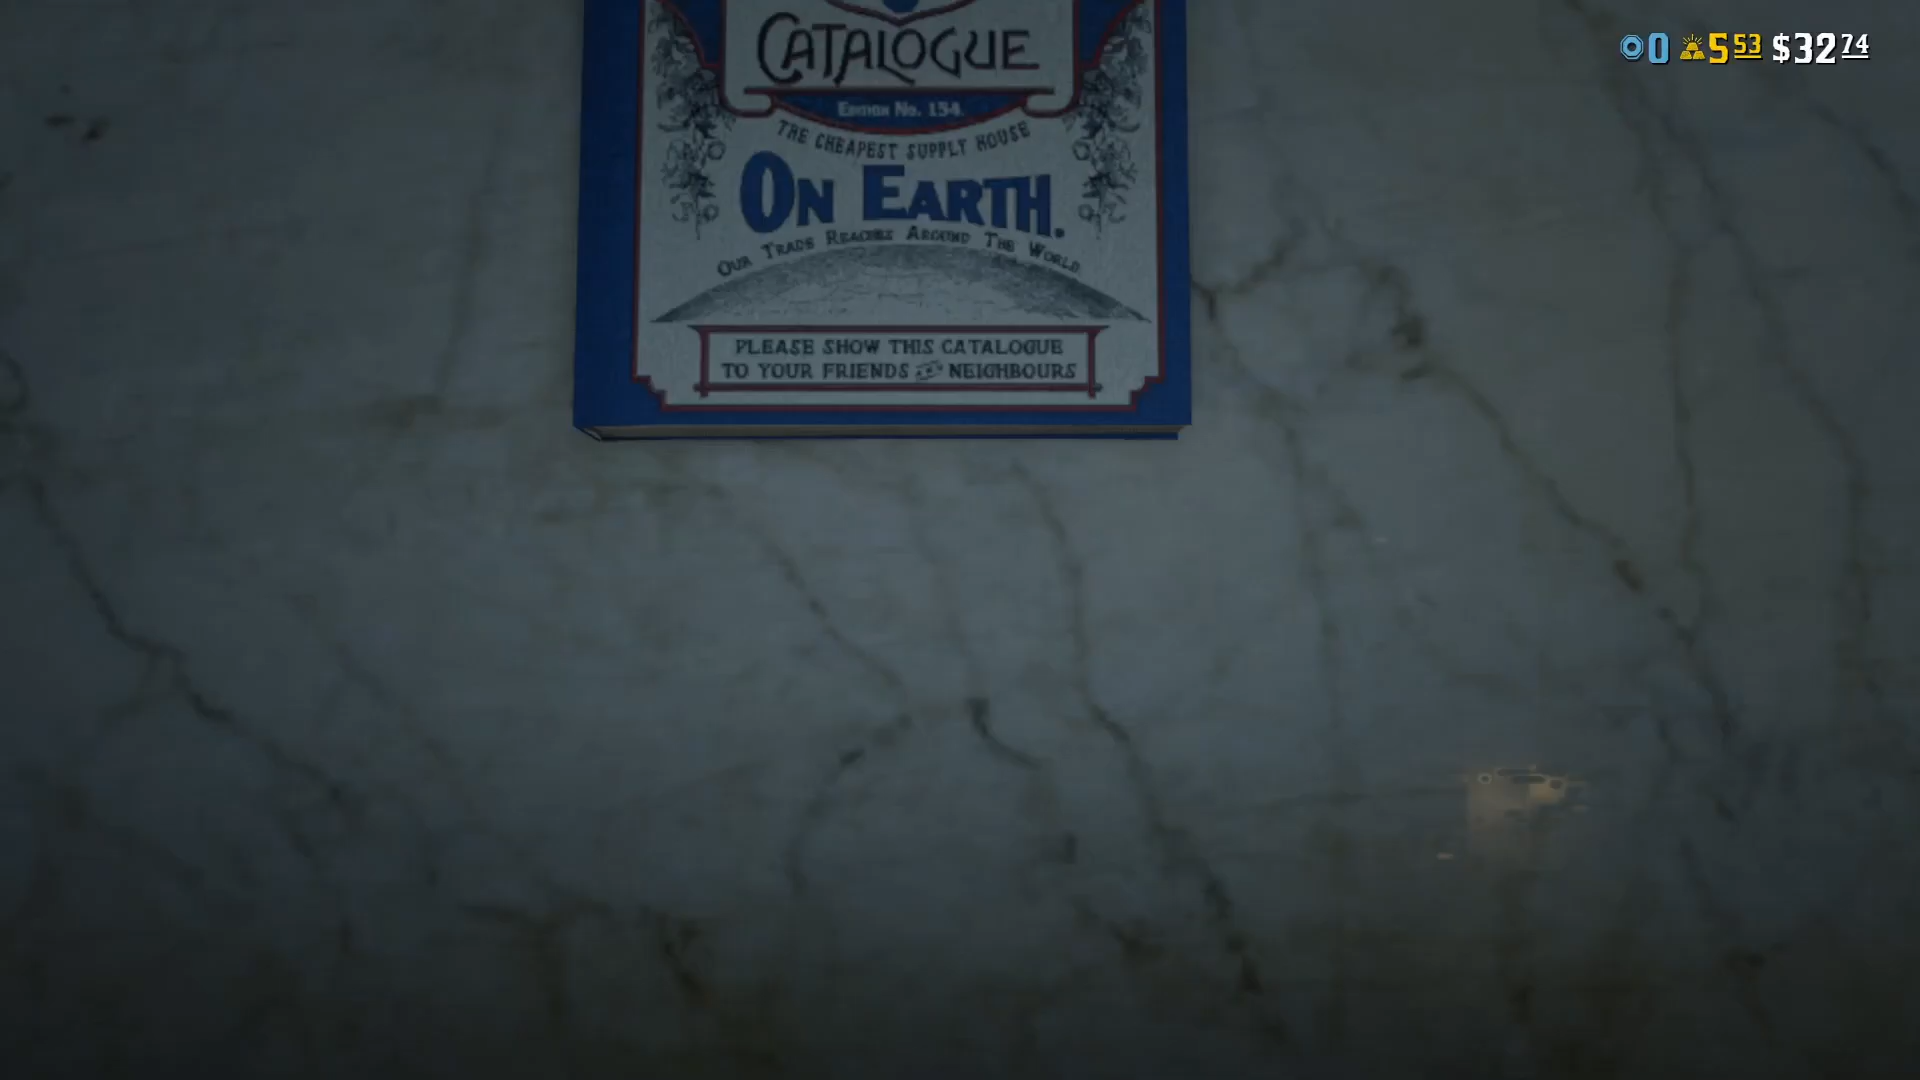 0 5 53 $32 74
CATALOGUE
EDITION No. 154.
THE CHEAPEST SUPPLY HOUSE
ON EARTH.
OUR TRADE REACHES AROUND THE WORLD
PLEASE SHOW THIS CATALOGUE
TO YOUR FRIENDS AND NEIGHBOURS